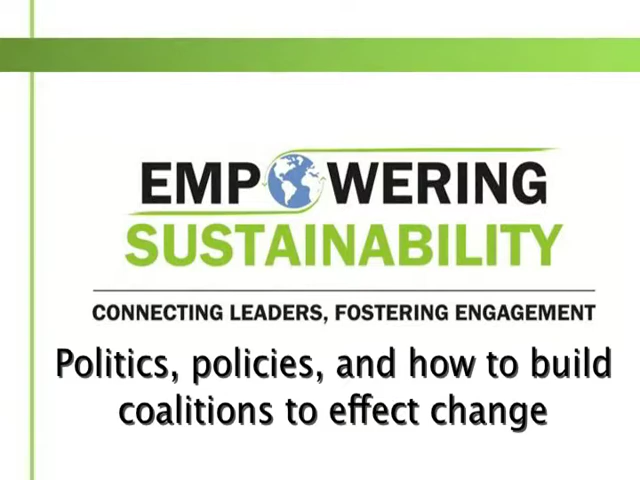 EMPOWERING
SUSTAINABILITY
CONNECTING LEADERS, FOSTERING ENGAGEMENT
Politics, policies, and how to build
coalitions to effect change